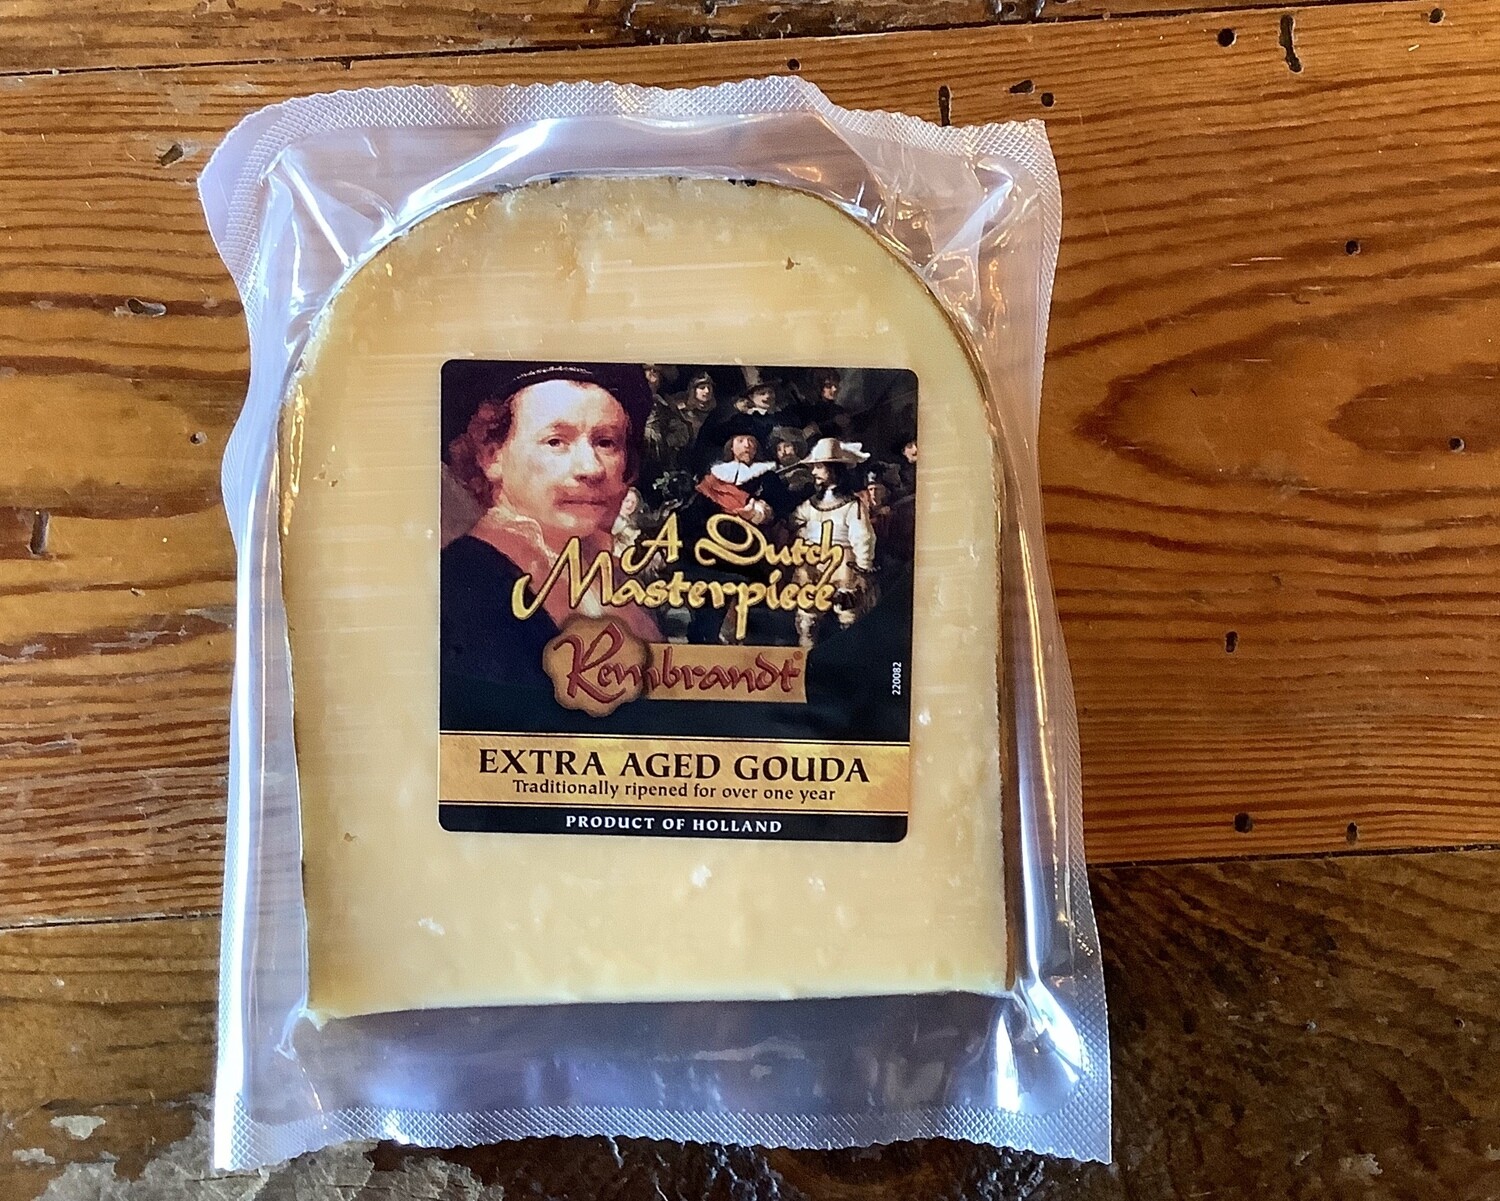 A Dutch
Masterpiece
Rembrandt®
220082
EXTRA AGED GOUDA
Traditionally ripened for over one year
PRODUCT OF HOLLAND